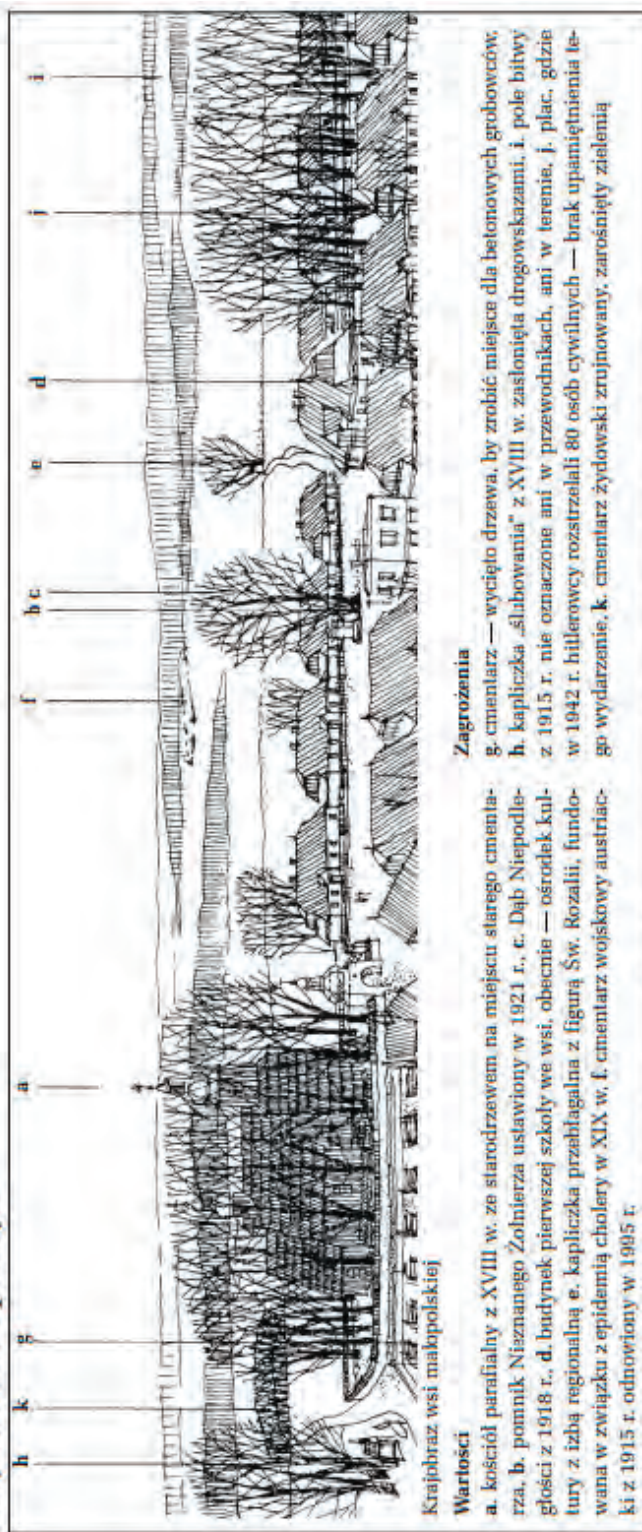 h k g a f b c e d j i
Krajobraz wsi małopolskiej
Wartości
a. kościół parafialny z XVIII w. ze starodrzewem na miejscu starego cmenta-
rza, b. pomnik Nieznanego Żołnierza ustawiony w 1921 r., c. Dąb Niepodle-
głości z 1918 r., d. budynek pierwszej szkoły we wsi, obecnie — ośrodek kul-
tury z izbą regionalną e. kapliczka przebłagalna z figurą Św. Rozalii, fundo-
wana w związku z epidemią cholery w XIX w. f. cmentarz wojskowy austriac-
ki z 1915 r. odnowiony w 1995 r.
Zagrożenia
g. cmentarz — wycięto drzewa, by zrobić miejsce dla betonowych grobowców,
h. kapliczka „ślubowania" z XVIII w. zasłonięta drogowskazami, i. pole bitwy
z 1915 r. nie oznaczone ani w przewodnikach, ani w terenie, j. plac, gdzie
w 1942 r. hitlerowcy rozstrzelali 80 osób cywilnych — brak upamiętnienia te-
go wydarzanie, k. cmentarz żydowski zrujnowany, zarośnięty zielenią